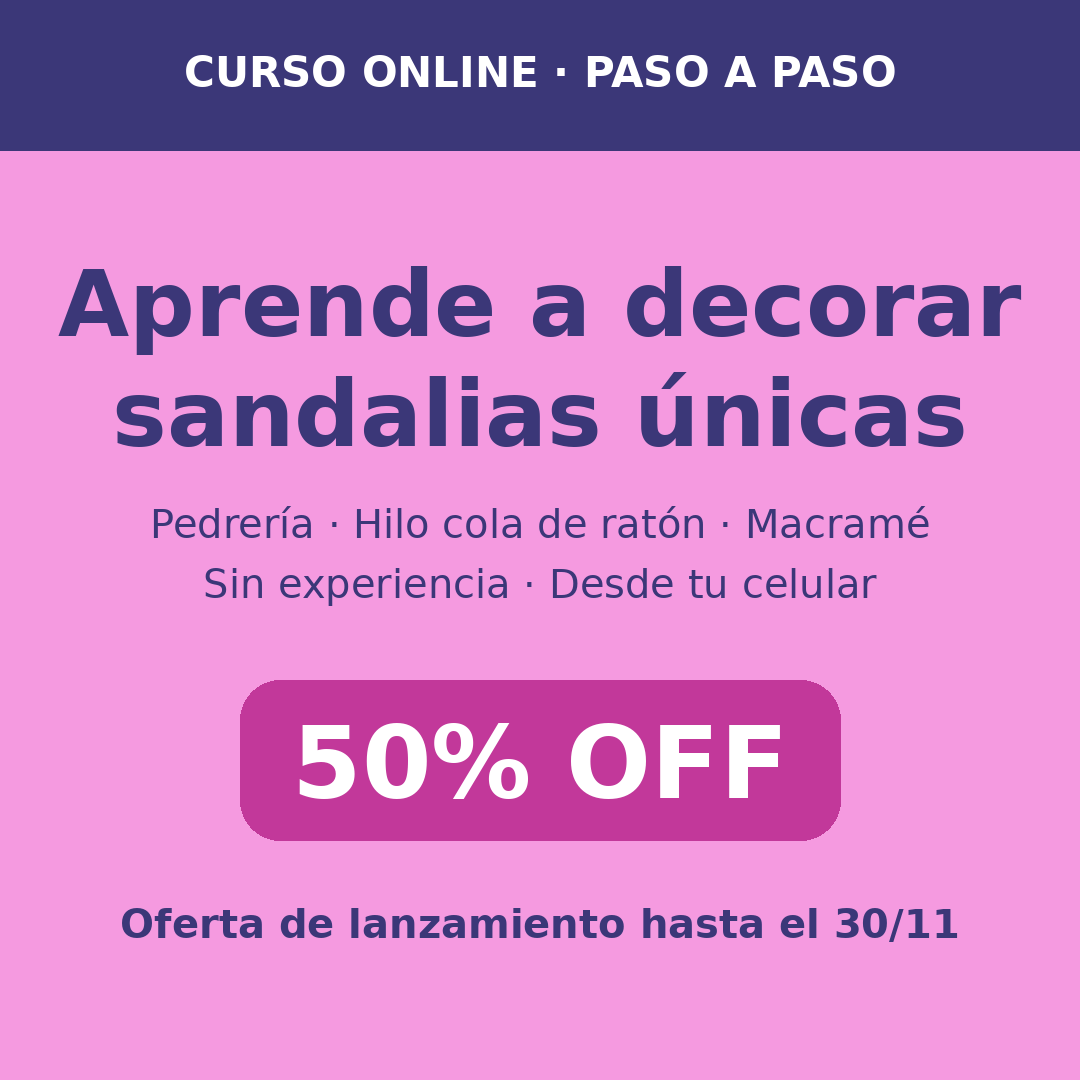 CURSO ONLINE · PASO A PASO
Aprende a decorar
sandalias únicas
Pedrería · Hilo cola de ratón · Macramé
Sin experiencia · Desde tu celular
50% OFF
Oferta de lanzamiento hasta el 30/11